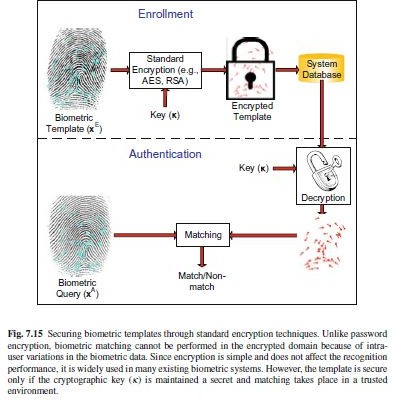 Enrollment
Standard
Encryption (e.g.,
AES, RSA)
System
Database
Key (κ)
Encrypted
Template
Biometric
Template (xᴱ)
Authentication
Key (κ)
Decryption
Matching
Match/Non-
match
Biometric
Query (xᴬ)
Fig. 7.15 Securing biometric templates through standard encryption techniques. Unlike password
encryption, biometric matching cannot be performed in the encrypted domain because of intra-
user variations in the biometric data. Since encryption is simple and does not affect the recognition
performance, it is widely used in many existing biometric systems. However, the template is secure
only if the cryptographic key (κ) is maintained a secret and matching takes place in a trusted
environment.